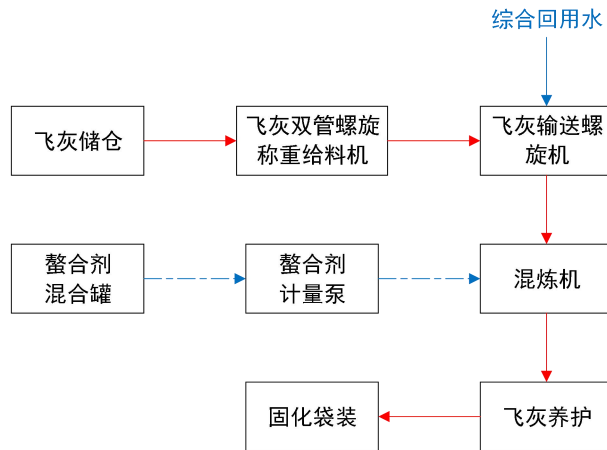 综合回用水
飞灰储仓
飞灰双管螺旋
称重给料机
飞灰输送螺
旋机
螯合剂
混合罐
螯合剂
计量泵
混炼机
固化袋装
飞灰养护